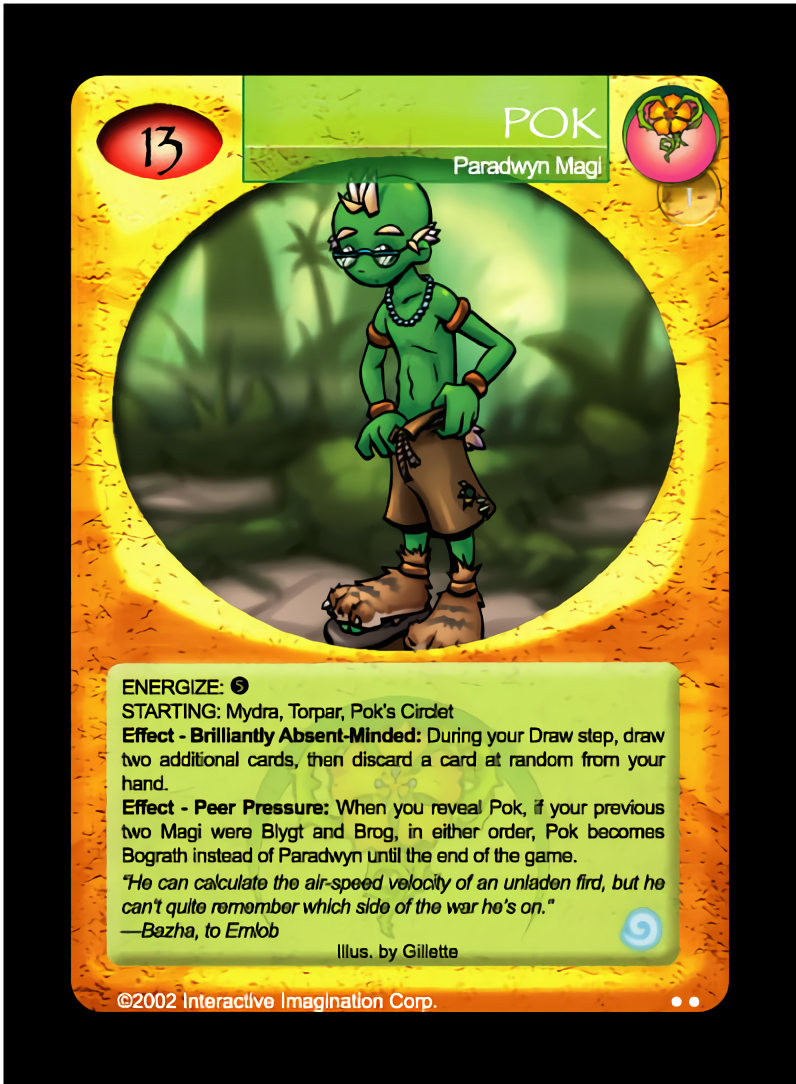 13
POK
Paradwyn Magi
I
ENERGIZE: 5
STARTING: Mydra, Torpar, Pok's Circlet
Effect - Brilliantly Absent-Minded: During your Draw step, draw
two additional cards, then discard a card at random from your
hand.
Effect - Peer Pressure: When you reveal Pok, if your previous
two Magi were Blygt and Brog, in either order, Pok becomes
Bograth instead of Paradwyn until the end of the game.
"He can calculate the air-speed velocity of an unladen fird, but he
can't quite remember which side of the war he's on."
—Bazha, to Emlob
Illus. by Gillette
©2002 Interactive Imagination Corp.